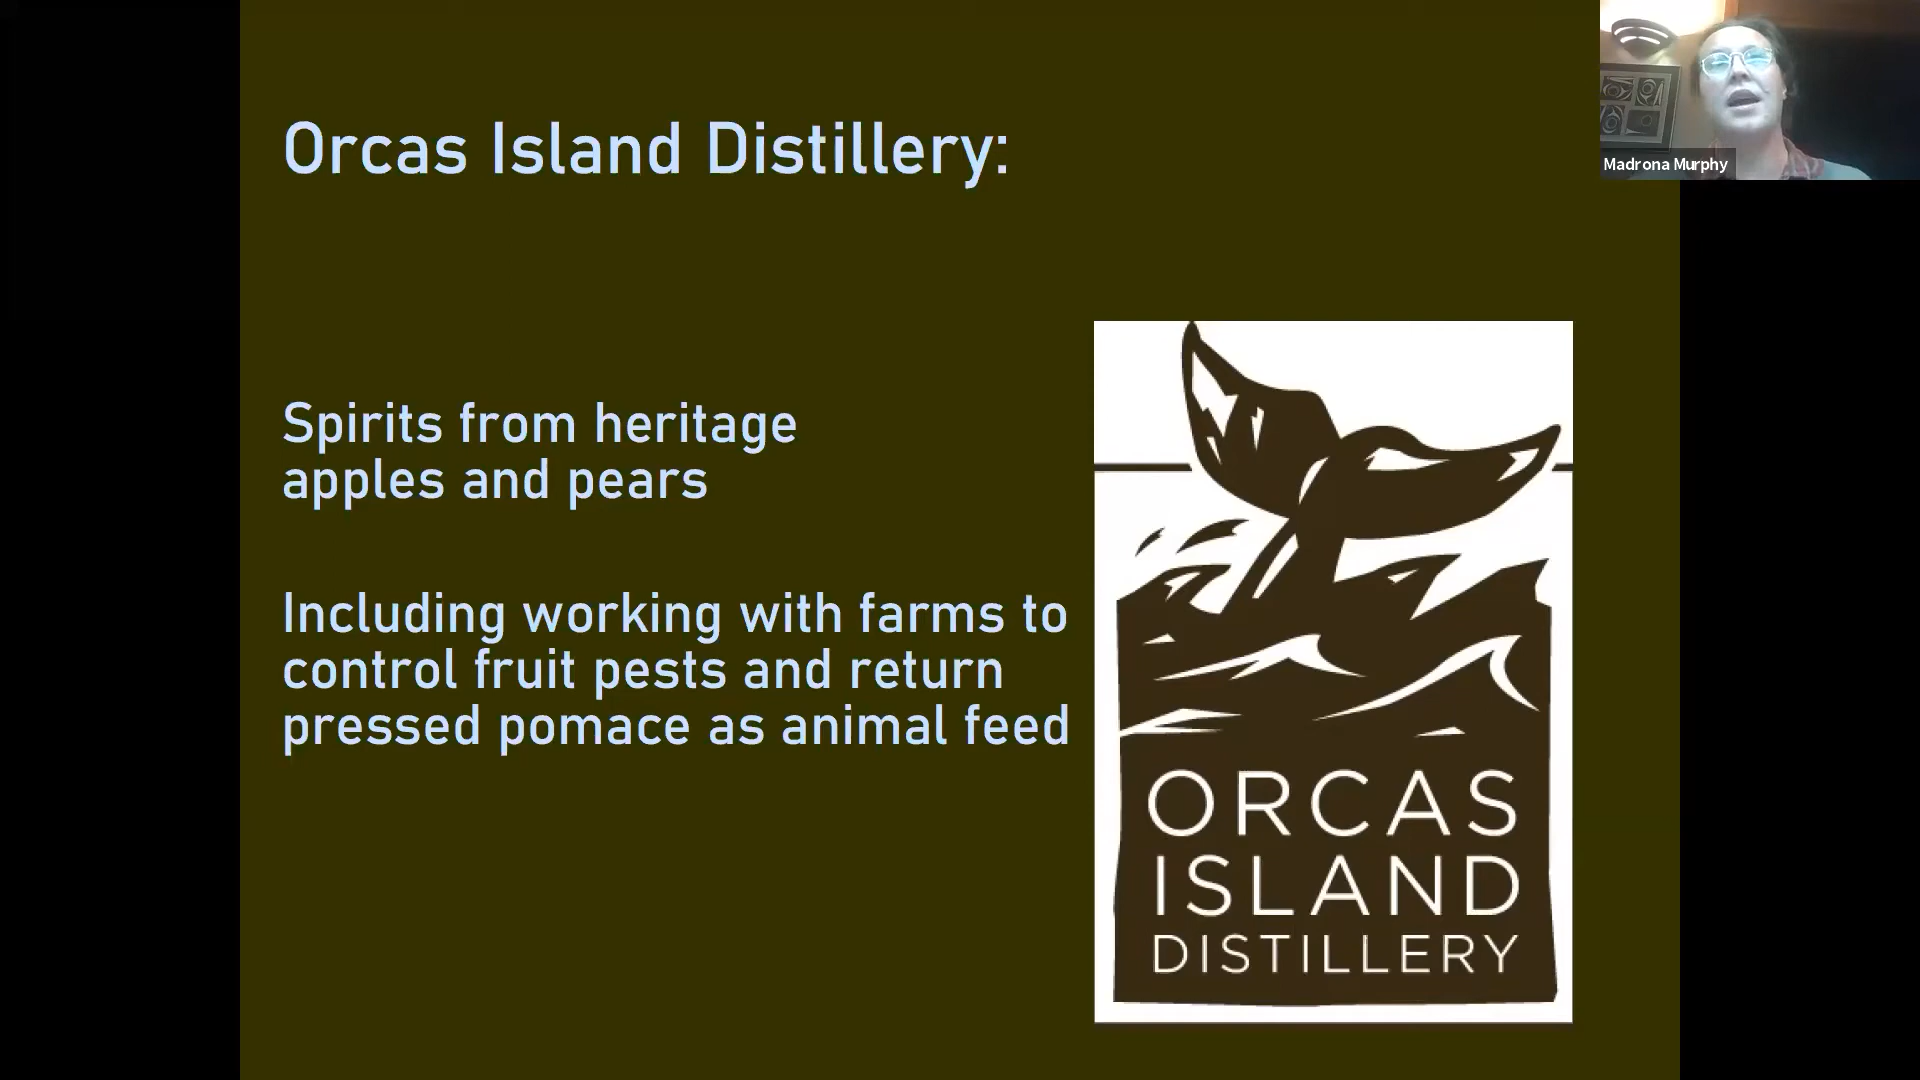 Orcas Island Distillery:
Madrona Murphy
Spirits from heritage
apples and pears
Including working with farms to
control fruit pests and return
pressed pomace as animal feed
ORCAS
ISLAND
DISTILLERY